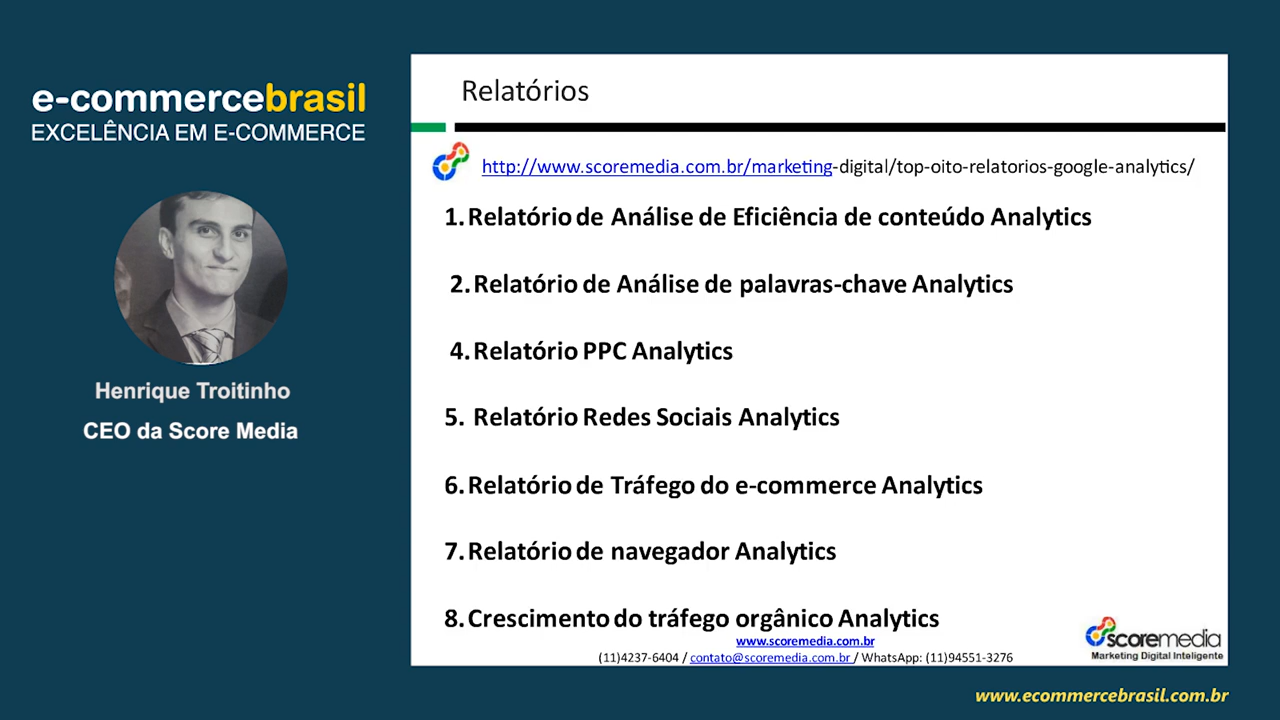 e-commercebrasil
EXCELÊNCIA EM E-COMMERCE
Henrique Troitinho
CEO da Score Media
Relatórios
http://www.scoremedia.com.br/marketing-digital/top-oito-relatorios-google-analytics/
1. Relatório de Análise de Eficiência de conteúdo Analytics
2. Relatório de Análise de palavras-chave Analytics
4. Relatório PPC Analytics
5. Relatório Redes Sociais Analytics
6. Relatório de Tráfego do e-commerce Analytics
7. Relatório de navegador Analytics
8. Crescimento do tráfego orgânico Analytics
www.scoremedia.com.br
(11)4237-6404 / contato@scoremedia.com.br / WhatsApp: (11)94551-3276
scoremedia
Marketing Digital Inteligente
www.ecommercebrasil.com.br